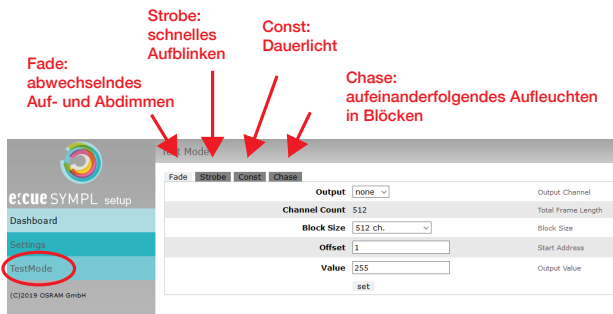 Strobe:
schnelles
Aufblinken
Const:
Dauerlicht
Fade:
abwechselndes
Auf- und Abdimmen
Chase:
aufeinanderfolgendes Aufleuchten
in Blöcken
Test Mode
e:cue SYMPL setup
Dashboard
Settings
TestMode
(C)2019 OSRAM GmbH
Fade Strobe Const Chase
Output none Output Channel
Channel Count 512 Total Frame Length
Block Size 512 ch. Block Size
Offset 1 Start Address
Value 255 Output Value
set